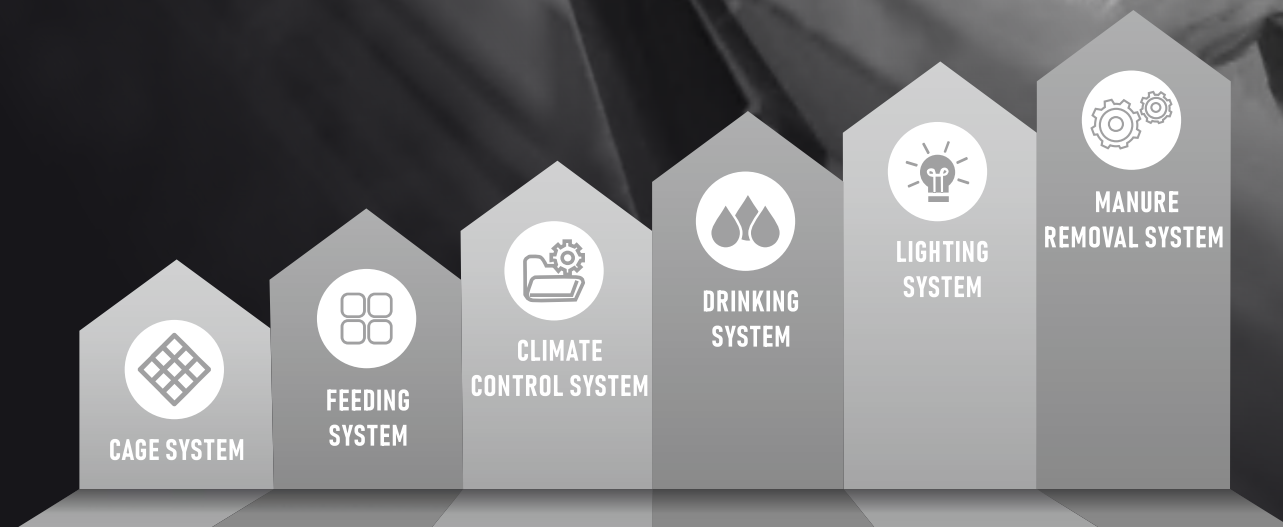 CAGE SYSTEM
FEEDING
SYSTEM
CLIMATE
CONTROL SYSTEM
DRINKING
SYSTEM
LIGHTING
SYSTEM
MANURE
REMOVAL SYSTEM